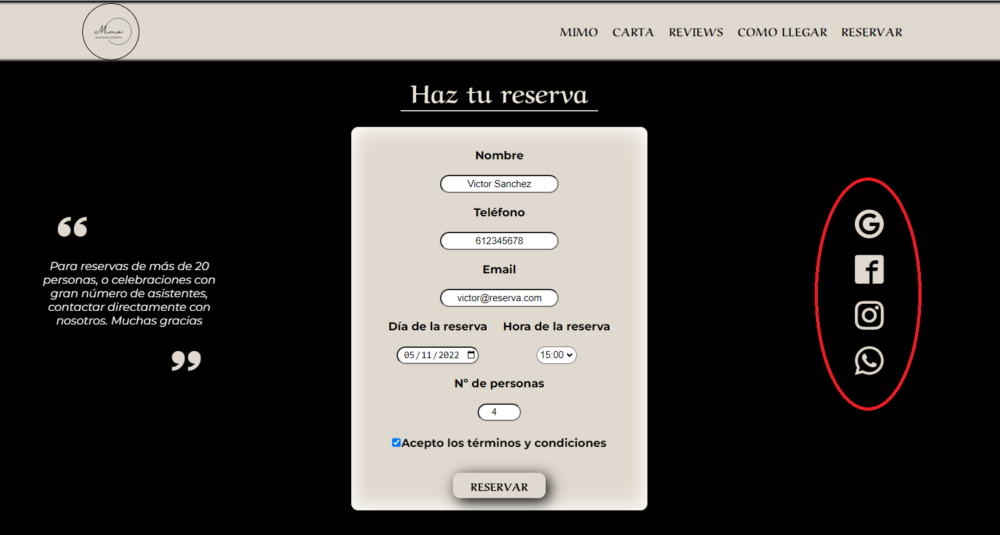 Mimo
MIMO CARTA REVIEWS COMO LLEGAR RESERVAR
Haz tu reserva
Nombre
Victor Sanchez
Teléfono
612345678
Email
victor@reserva.com
Día de la reserva Hora de la reserva
05/11/2022 15:00
Nº de personas
4
Acepto los términos y condiciones
RESERVAR
“
Para reservas de más de 20
personas, o celebraciones con
gran número de asistentes,
contactar directamente con
nosotros. Muchas gracias
”